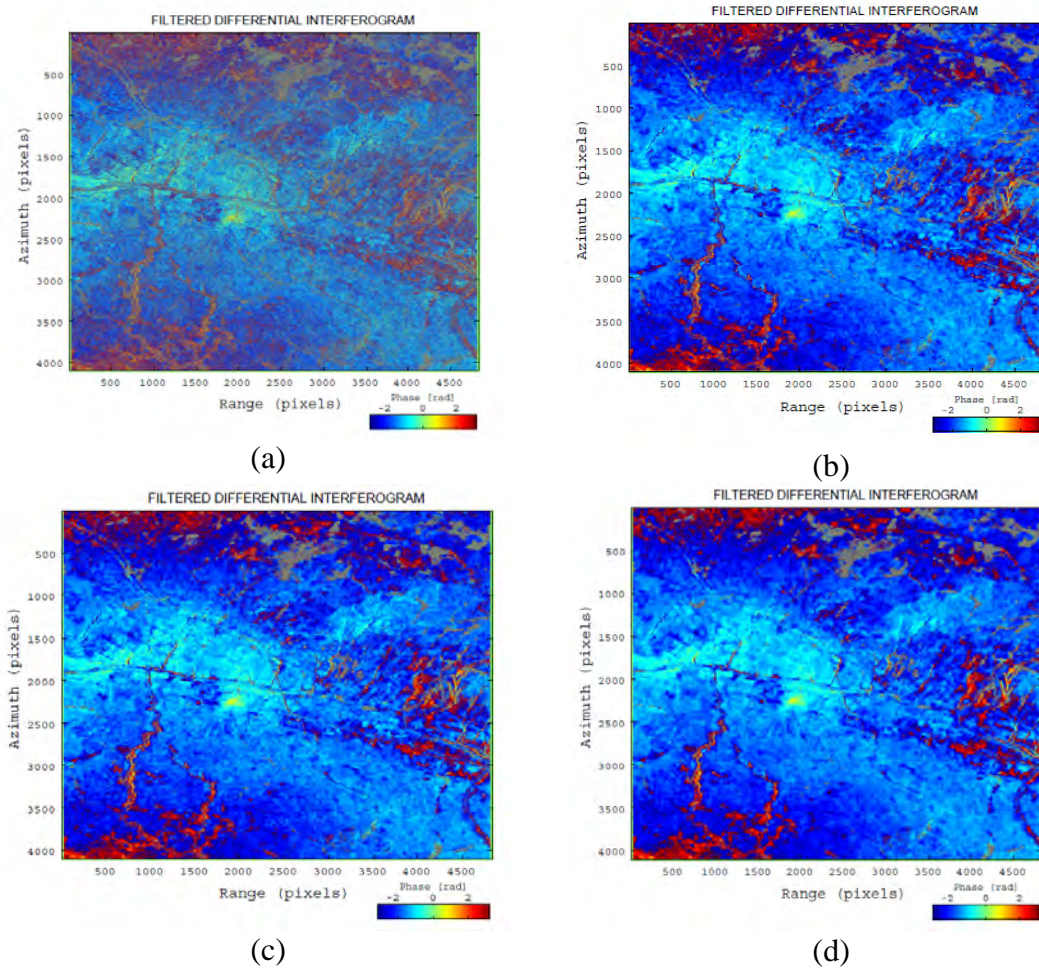 FILTERED DIFFERENTIAL INTERFEROGRAM
500
1000
1500
2000
2500
3000
3500
4000
Azimuth (pixels)
500 1000 1500 2000 2500 3000 3500 4000 4500
Range (pixels)
Phase [rad]
-2 0 2
(a)
FILTERED DIFFERENTIAL INTERFEROGRAM
500
1000
1500
2000
2500
3000
3500
4000
Azimuth (pixels)
500 1000 1500 2000 2500 3000 3500 4000 4500
Range (pixels)
Phase [rad]
-2 0 2
(b)
FILTERED DIFFERENTIAL INTERFEROGRAM
500
1000
1500
2000
2500
3000
3500
4000
Azimuth (pixels)
500 1000 1500 2000 2500 3000 3500 4000 4500
Range (pixels)
Phase [rad]
-2 0 2
(c)
FILTERED DIFFERENTIAL INTERFEROGRAM
500
1000
1500
2000
2500
3000
3500
4000
Azimuth (pixels)
500 1000 1500 2000 2500 3000 3500 4000 4500
Range (pixels)
Phase [rad]
-2 0 2
(d)